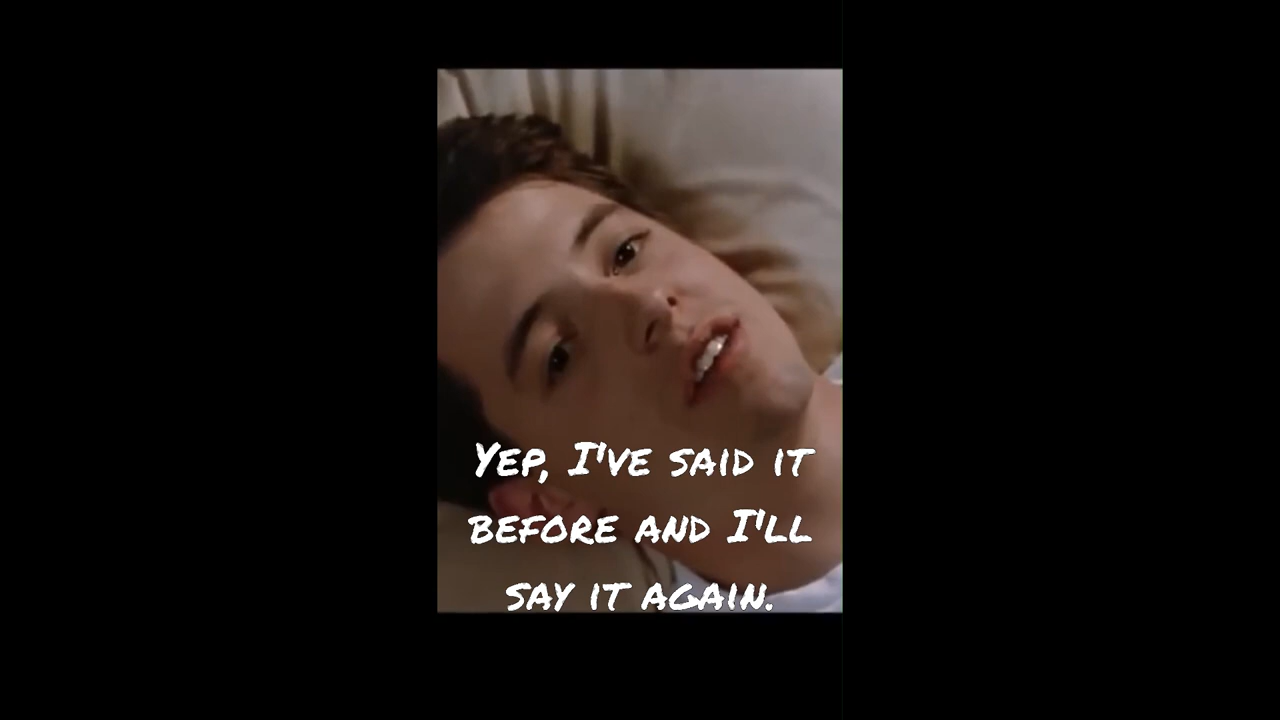 Yep, I've said it
before and I'll
say it again.